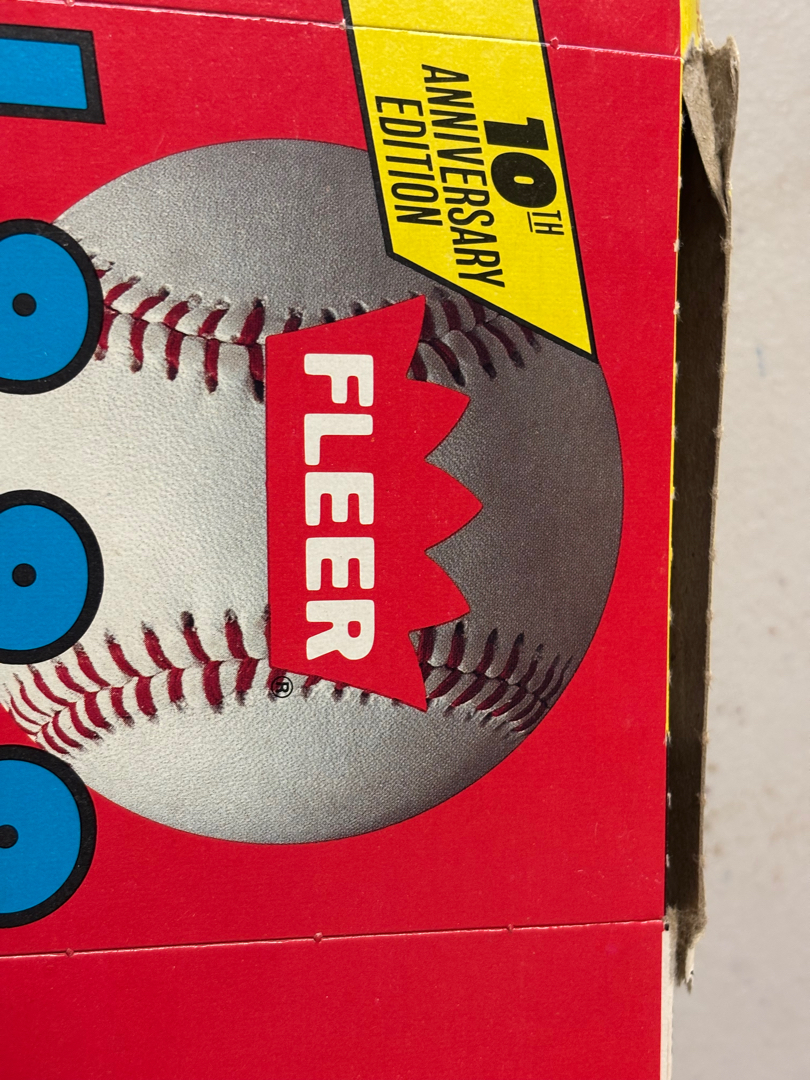 10TH
ANNIVERSARY
EDITION
FLEER
®